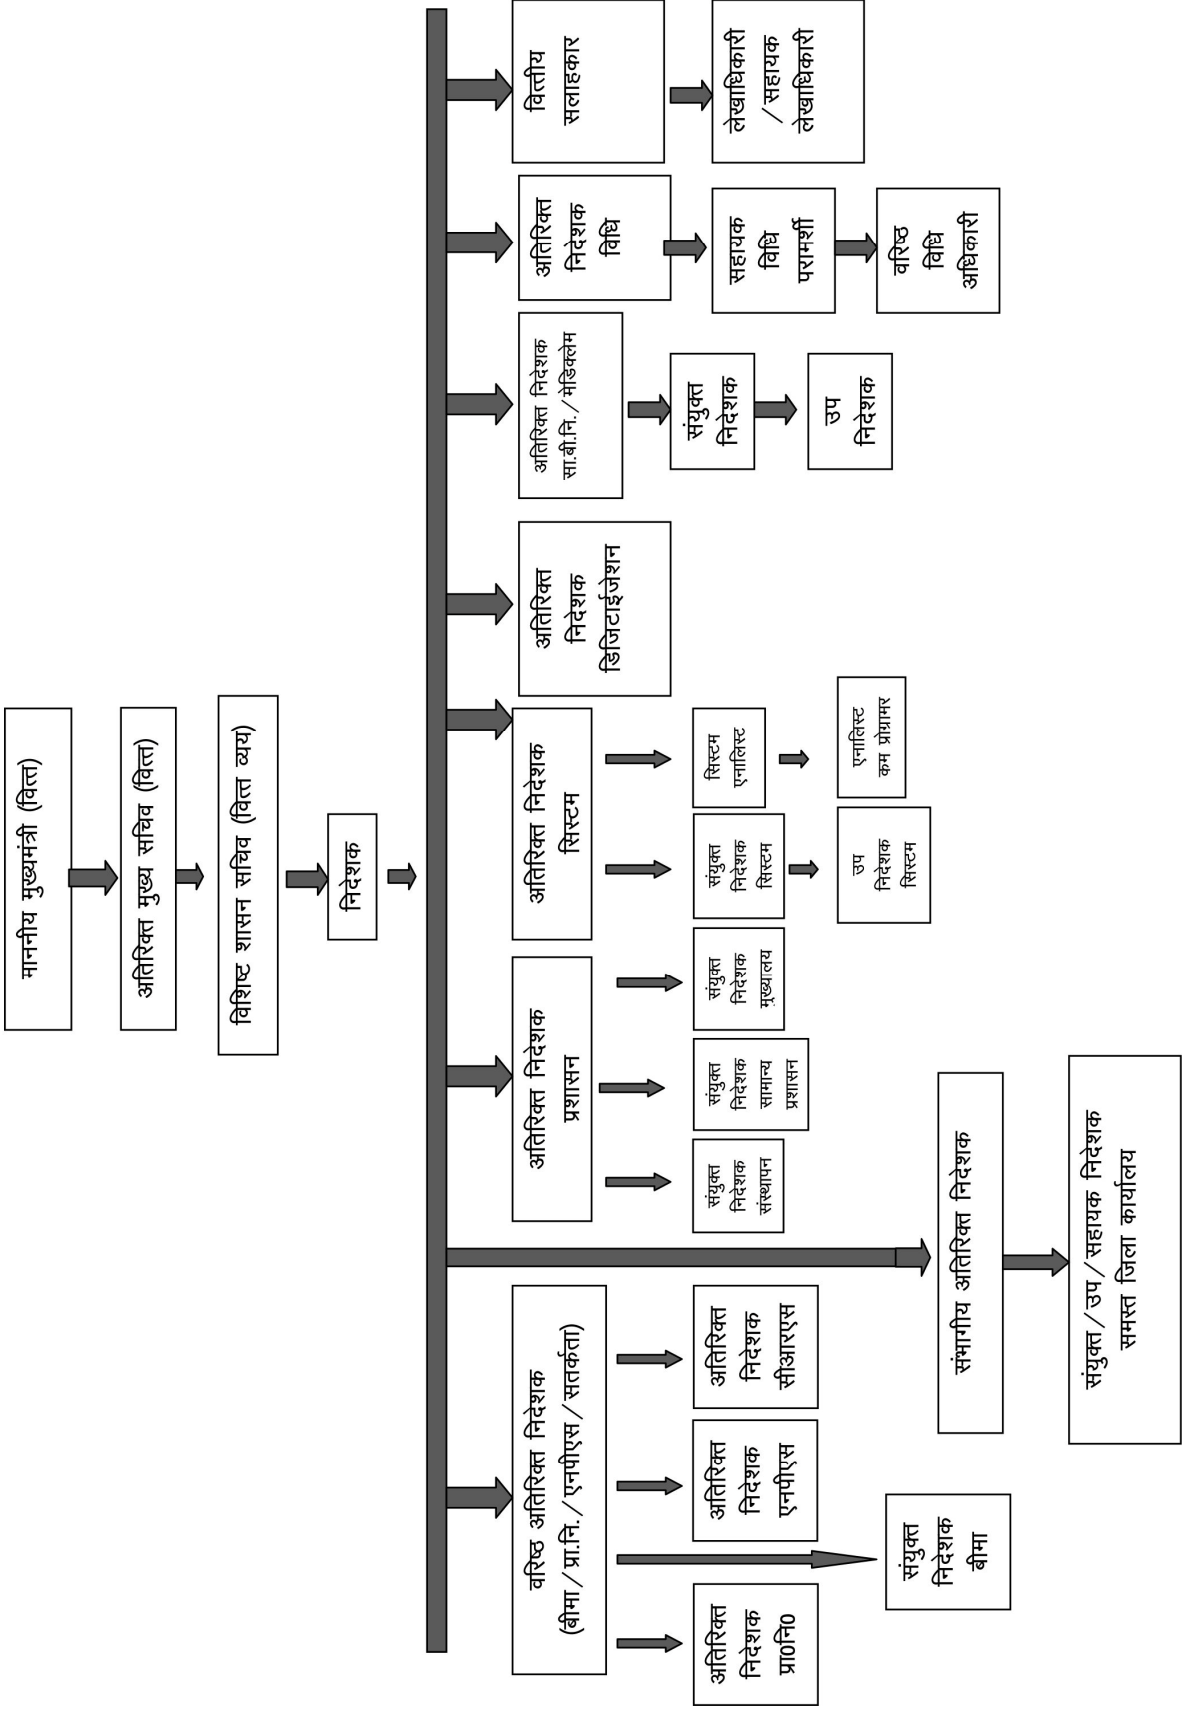 माननीय मुख्यमंत्री (वित्त)
अतिरिक्त मुख्य सचिव (वित्त)
विशिष्ट शासन सचिव (वित्त व्यय)
निदेशक
वरिष्ठ अतिरिक्त निदेशक
(बीमा/प्रा.नि./एनपीएस/सतर्कता)
अतिरिक्त निदेशक
प्रशासन
अतिरिक्त निदेशक
सिस्टम
अतिरिक्त
निदेशक
डिजिटाईजेशन
अतिरिक्त निदेशक
सा.बी.नि./मेडिक्लेम
अतिरिक्त
निदेशक
विधि
वित्तीय
सलाहकार
अतिरिक्त
निदेशक
प्रा0नि0
अतिरिक्त
निदेशक
एनपीएस
अतिरिक्त
निदेशक
सीआरएस
संयुक्त
निदेशक
संस्थापन
संयुक्त
निदेशक
सामान्य
प्रशासन
संयुक्त
निदेशक
मुख्यालय
संयुक्त
निदेशक
सिस्टम
सिस्टम
एनालिस्ट
संयुक्त
निदेशक
सहायक
विधि
परामर्शी
लेखाधिकारी
/सहायक
लेखाधिकारी
संयुक्त
निदेशक
बीमा
उप
निदेशक
सिस्टम
एनालिस्ट
कम प्रोग्रामर
उप
निदेशक
वरिष्ठ
विधि
अधिकारी
संभागीय अतिरिक्त निदेशक
संयुक्त/उप/सहायक निदेशक
समस्त जिला कार्यालय